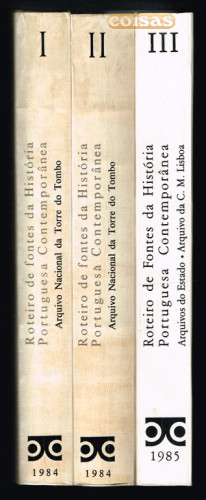 coisas
I
Roteiro de fontes da História
Portuguesa Contemporânea
Arquivo Nacional da Torre do Tombo
1984
II
Roteiro de fontes da História
Portuguesa Contemporânea
Arquivo Nacional da Torre do Tombo
1984
III
Roteiro de Fontes da História
Portuguesa Contemporânea
Arquivos do Estado • Arquivo da C. M. Lisboa
1985